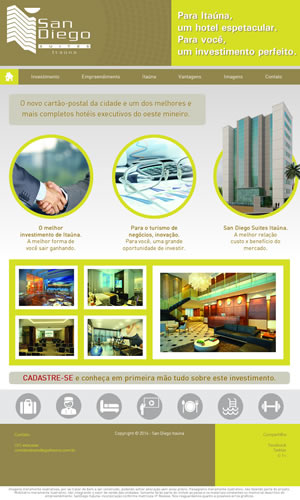 San
Diego
SUITES
Itaúna
Para Itaúna,
um hotel espetacular.
Para você,
um investimento perfeito.
Investimento Empreendimento Itaúna Vantagens Imagens Contato
O novo cartão-postal da cidade e um dos melhores e
mais completos hotéis executivos do oeste mineiro.
O melhor
investimento de Itaúna.
A melhor forma de
você sair ganhando.
Para o turismo de
negócios, inovação.
Para você, uma grande
oportunidade de investir.
San Diego Suites Itaúna.
A melhor relação
custo x benefício do
mercado.
CADASTRE-SE e conheça em primeira mão tudo sobre este investimento.
Contato
Copyright © 2014 - San Diego Itaúna
Compartilhe
Facebook
Twitter